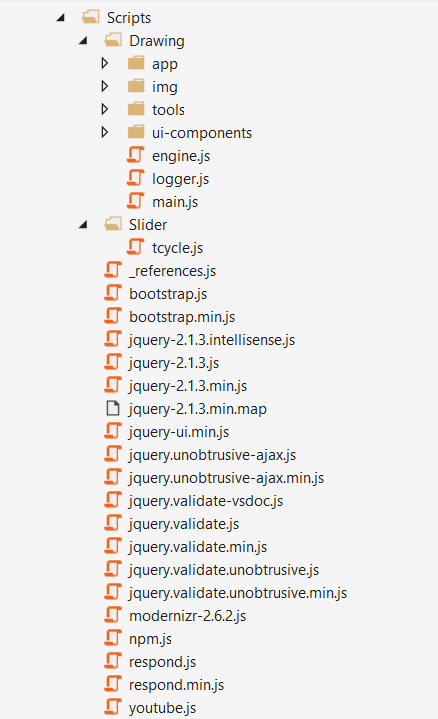 Scripts
Drawing
app
img
tools
ui-components
engine.js
logger.js
main.js
Slider
tcycle.js
_references.js
bootstrap.js
bootstrap.min.js
jquery-2.1.3.intellisense.js
jquery-2.1.3.js
jquery-2.1.3.min.js
jquery-2.1.3.min.map
jquery-ui.min.js
jquery.unobtrusive-ajax.js
jquery.unobtrusive-ajax.min.js
jquery.validate-vsdoc.js
jquery.validate.js
jquery.validate.min.js
jquery.validate.unobtrusive.js
jquery.validate.unobtrusive.min.js
modernizr-2.6.2.js
npm.js
respond.js
respond.min.js
youtube.js